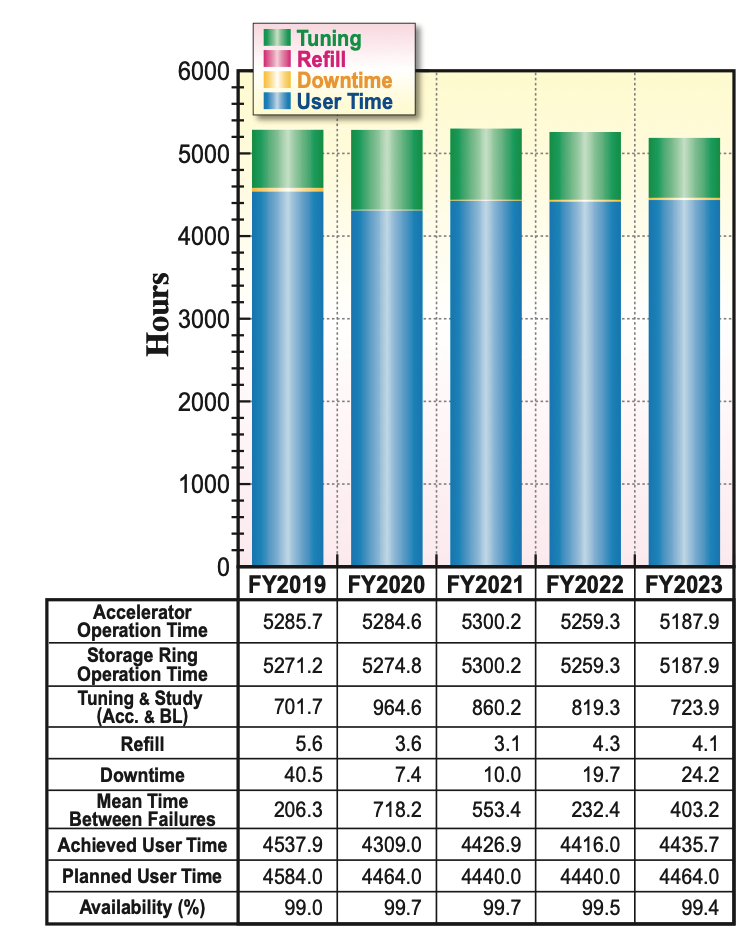 Tuning
Refill
Downtime
User Time
6000
5000
4000
3000
2000
1000
0
Hours
FY2019 FY2020 FY2021 FY2022 FY2023
Accelerator
Operation Time 5285.7 5284.6 5300.2 5259.3 5187.9
Storage Ring
Operation Time 5271.2 5274.8 5300.2 5259.3 5187.9
Tuning & Study
(Acc. & BL) 701.7 964.6 860.2 819.3 723.9
Refill 5.6 3.6 3.1 4.3 4.1
Downtime 40.5 7.4 10.0 19.7 24.2
Mean Time
Between Failures 206.3 718.2 553.4 232.4 403.2
Achieved User Time 4537.9 4309.0 4426.9 4416.0 4435.7
Planned User Time 4584.0 4464.0 4440.0 4440.0 4464.0
Availability (%) 99.0 99.7 99.7 99.5 99.4